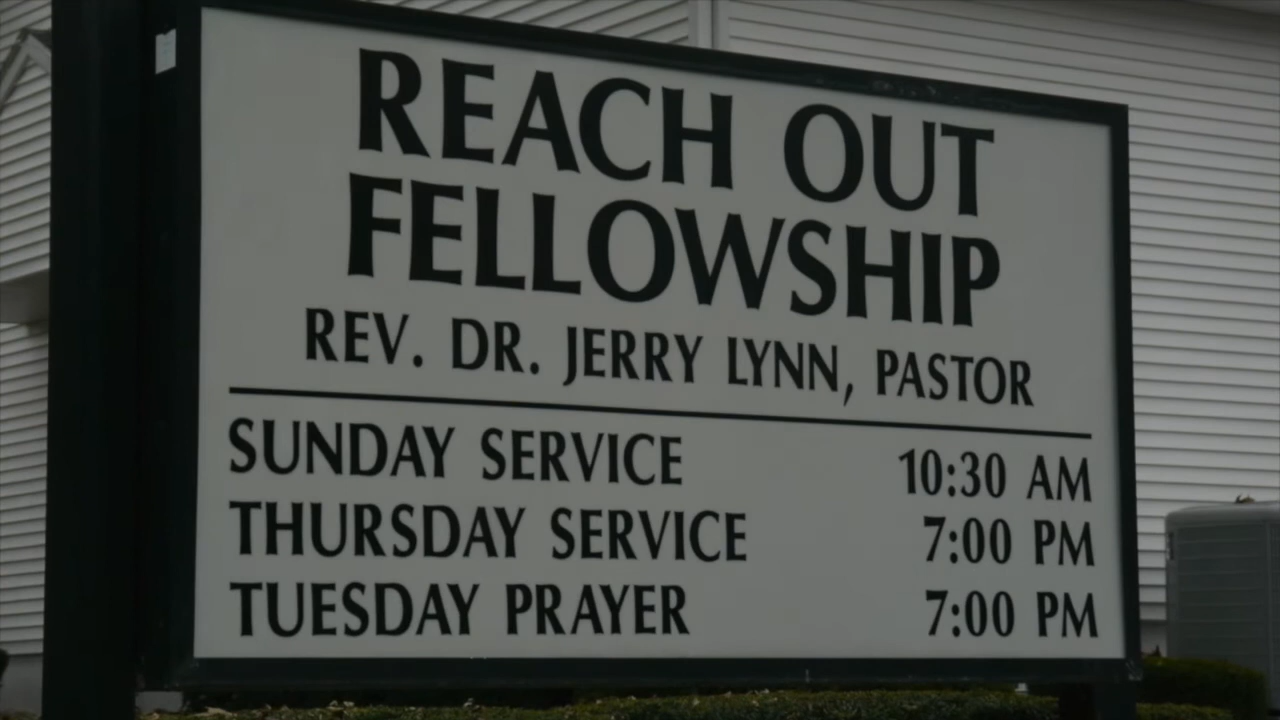 REACH OUT
FELLOWSHIP
REV. DR. JERRY LYNN, PASTOR
SUNDAY SERVICE 10:30 AM
THURSDAY SERVICE 7:00 PM
TUESDAY PRAYER 7:00 PM